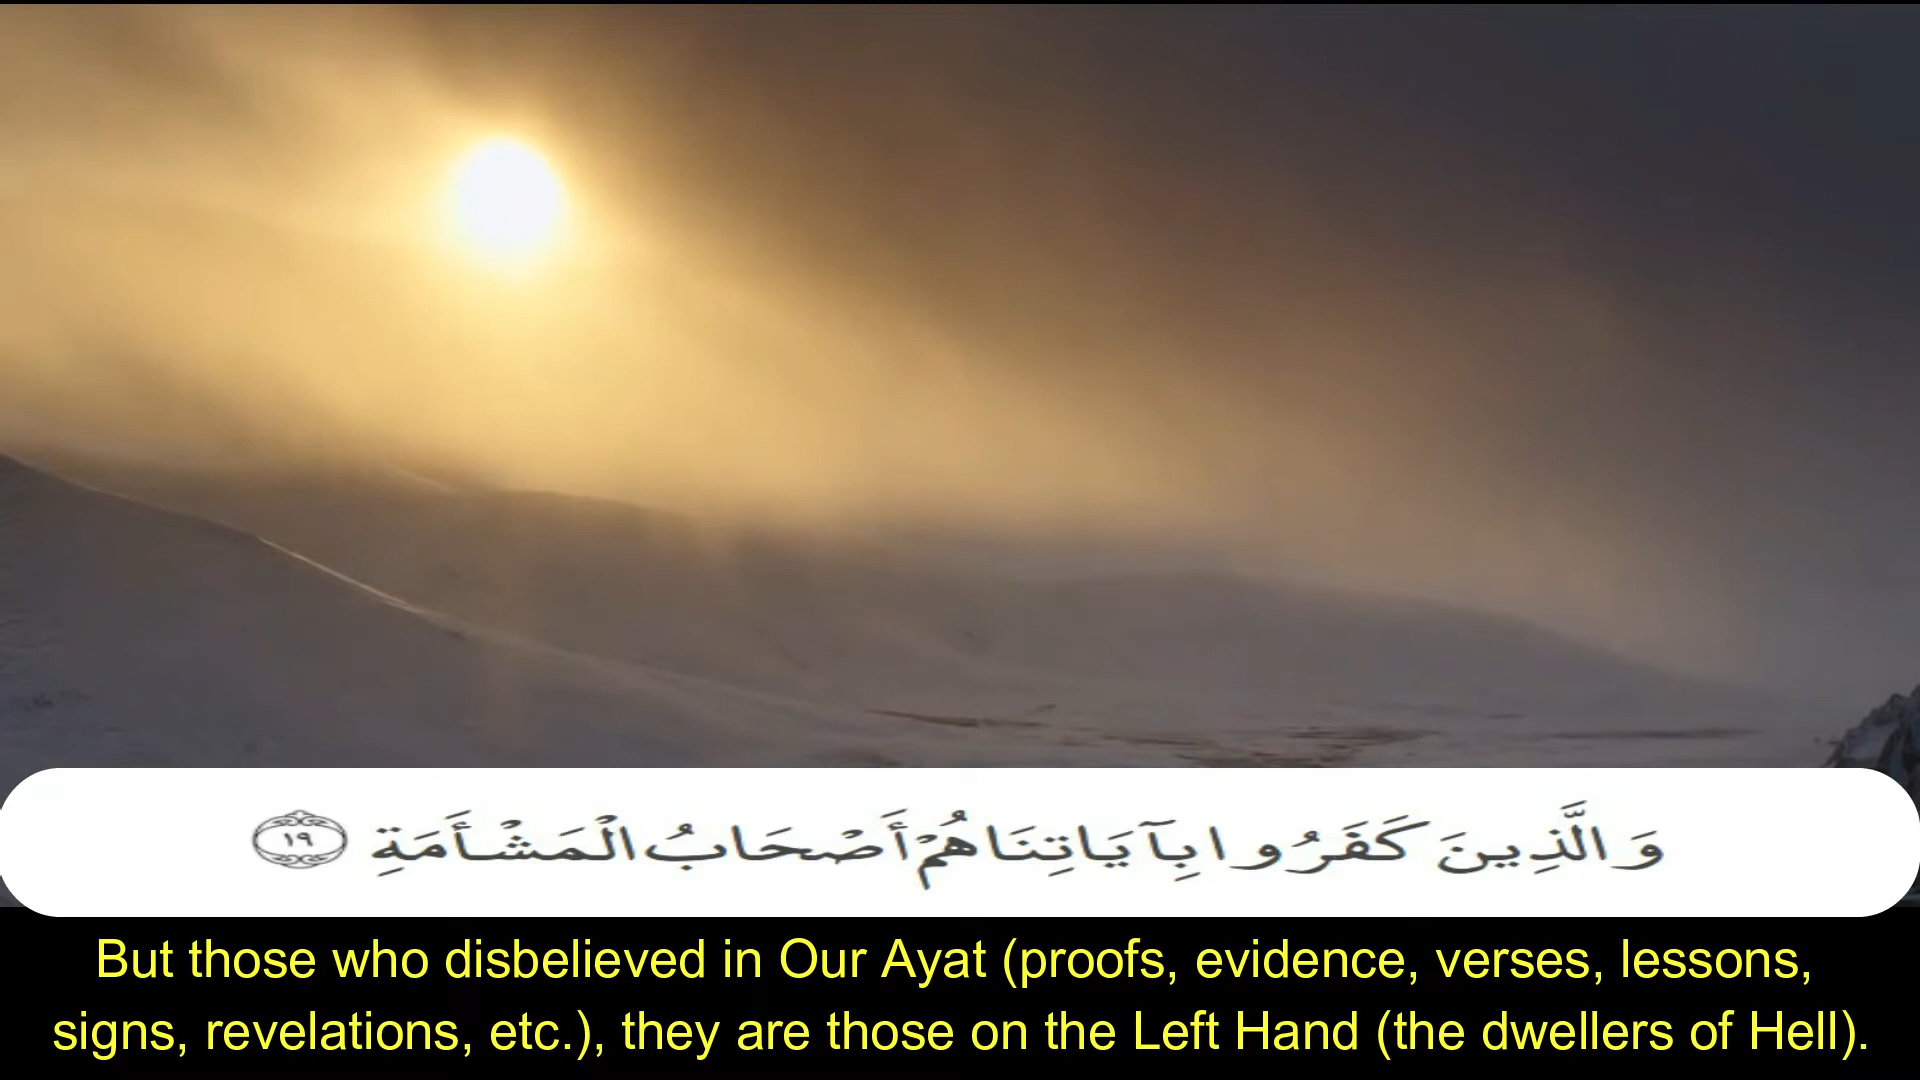 وَالَّذِينَ كَفَرُوا بِآيَاتِنَا هُمْ أَصْحَابُ الْمَشْأَمَةِ ١٩
But those who disbelieved in Our Ayat (proofs, evidence, verses, lessons,
signs, revelations, etc.), they are those on the Left Hand (the dwellers of Hell).